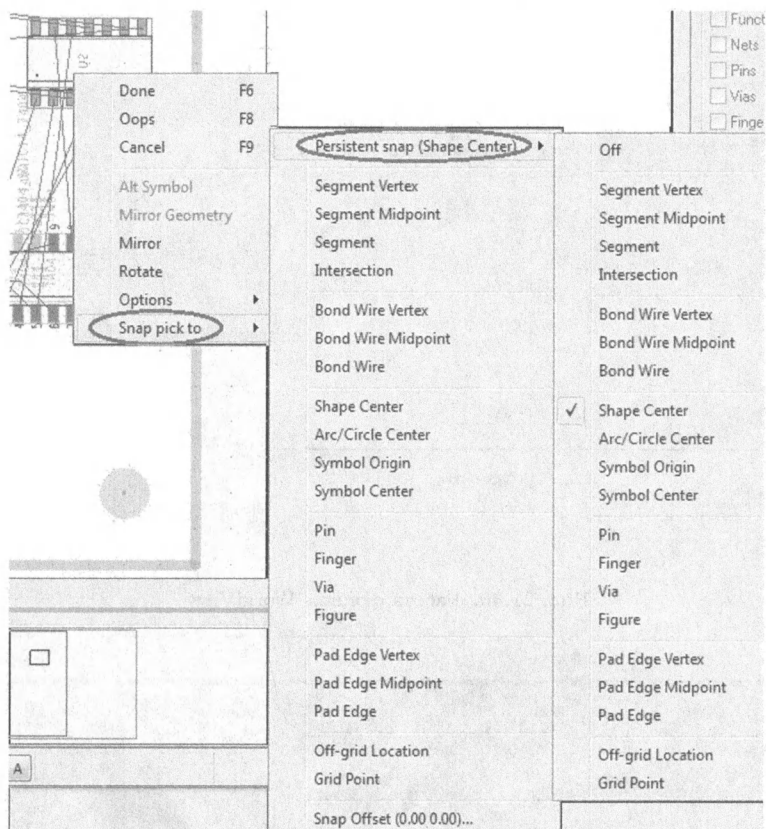 U2
Done F6
Oops F8
Cancel F9
Alt Symbol
Mirror Geometry
Mirror
Rotate
Options
Snap pick to
Persistent snap (Shape Center)
Segment Vertex
Segment Midpoint
Segment
Intersection
Bond Wire Vertex
Bond Wire Midpoint
Bond Wire
Shape Center
Arc/Circle Center
Symbol Origin
Symbol Center
Pin
Finger
Via
Figure
Pad Edge Vertex
Pad Edge Midpoint
Pad Edge
Off-grid Location
Grid Point
Snap Offset (0.00 0.00)...
Off
Segment Vertex
Segment Midpoint
Segment
Intersection
Bond Wire Vertex
Bond Wire Midpoint
Bond Wire
Shape Center
Arc/Circle Center
Symbol Origin
Symbol Center
Pin
Finger
Via
Figure
Pad Edge Vertex
Pad Edge Midpoint
Pad Edge
Off-grid Location
Grid Point
Funct
Nets
Pins
Vias
Finge
A